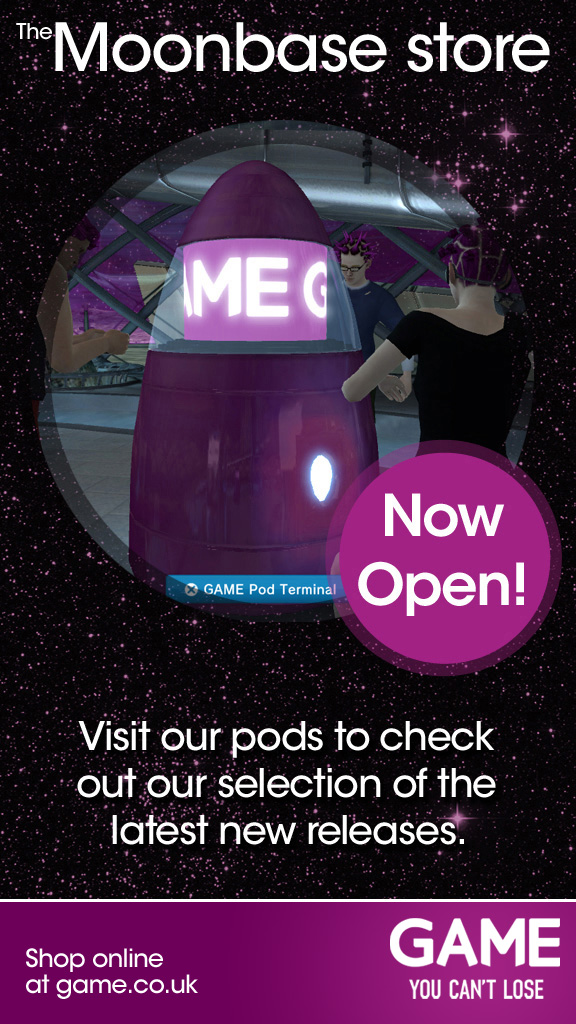 The Moonbase store
AME G
GAME Pod Terminal
Now
Open!
Visit our pods to check
out our selection of the
latest new releases.
Shop online
at game.co.uk
GAME
YOU CAN'T LOSE